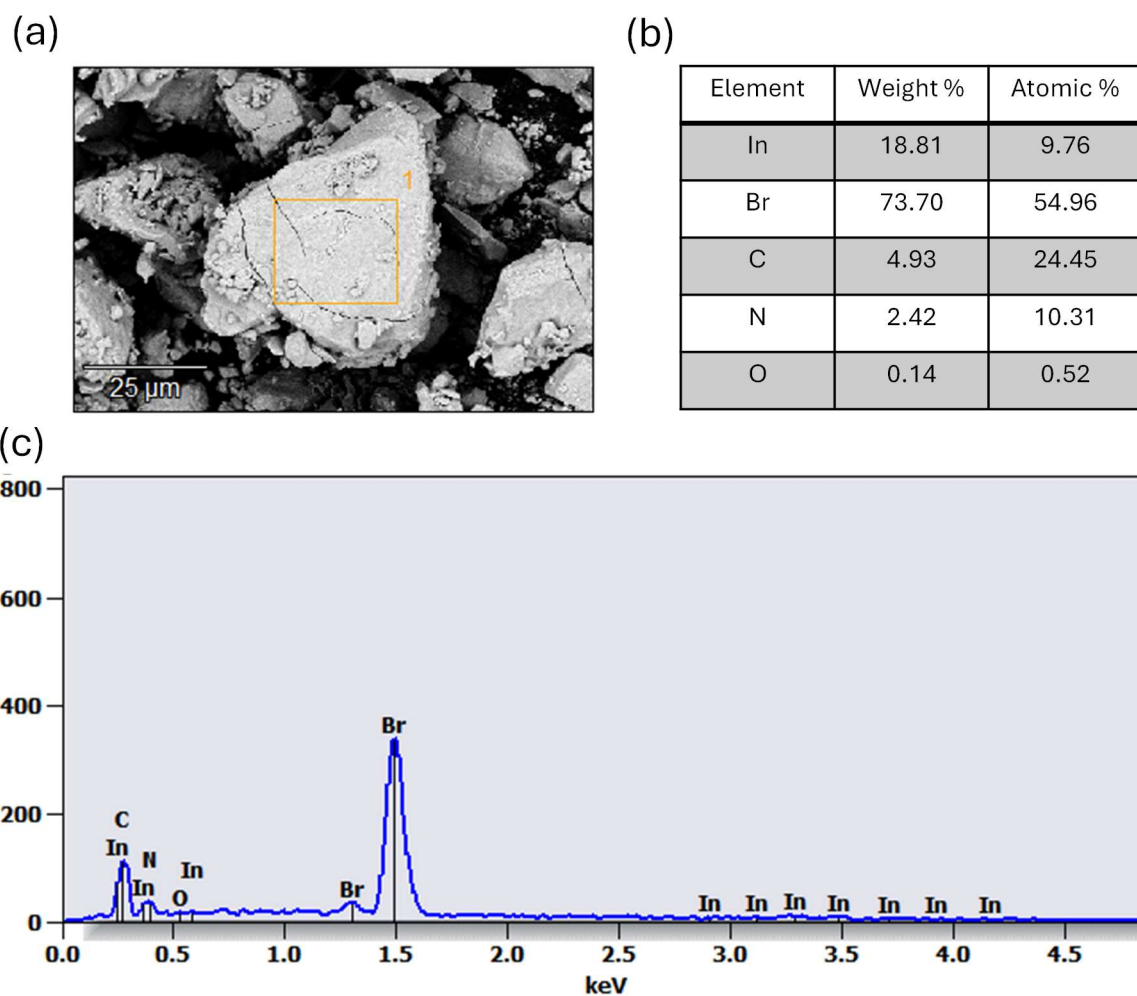 (a)
1
25 µm
(b)
Element Weight % Atomic %
In 18.81 9.76
Br 73.70 54.96
C 4.93 24.45
N 2.42 10.31
O 0.14 0.52
(c)
800
600
400
200
0
Br
C
In N
In O In
Br
In In In In In In In
0.0 0.5 1.0 1.5 2.0 2.5 3.0 3.5 4.0 4.5
keV